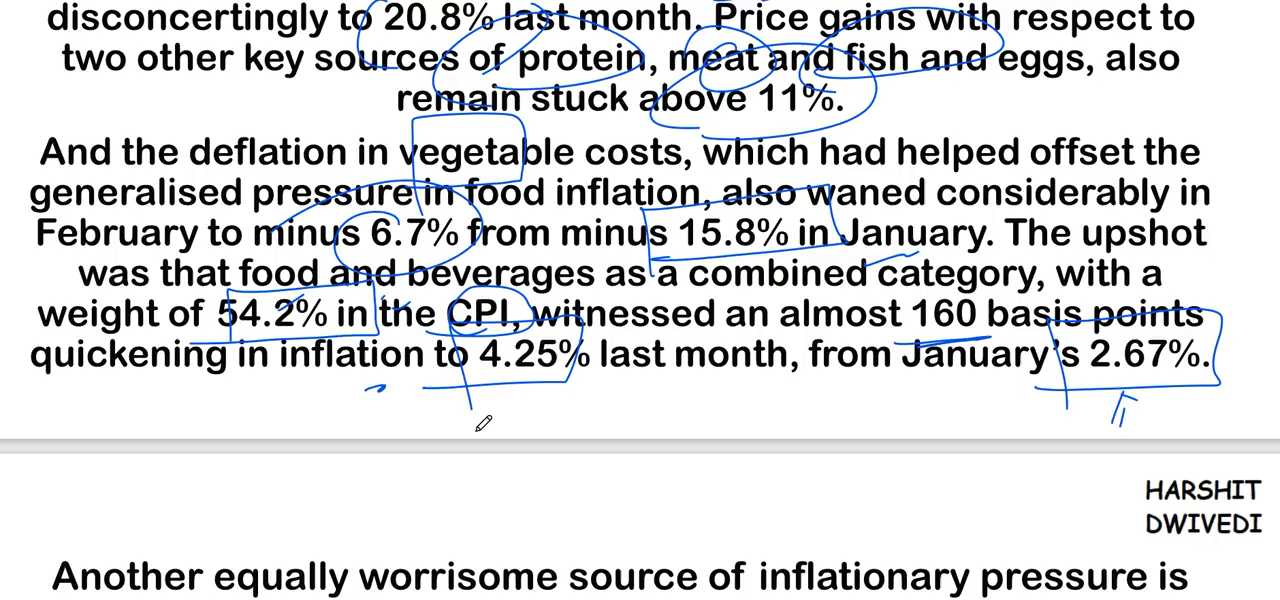 disconcertingly to 20.8% last month. Price gains with respect to
two other key sources of protein, meat and fish and eggs, also
remain stuck above 11%.
And the deflation in vegetable costs, which had helped offset the
generalised pressure in food inflation, also waned considerably in
February to minus 6.7% from minus 15.8% in January. The upshot
was that food and beverages as a combined category, with a
weight of 54.2% in the CPI, witnessed an almost 160 basis points
quickening in inflation to 4.25% last month, from January's 2.67%.
HARSHIT
DWIVEDI
Another equally worrisome source of inflationary pressure is